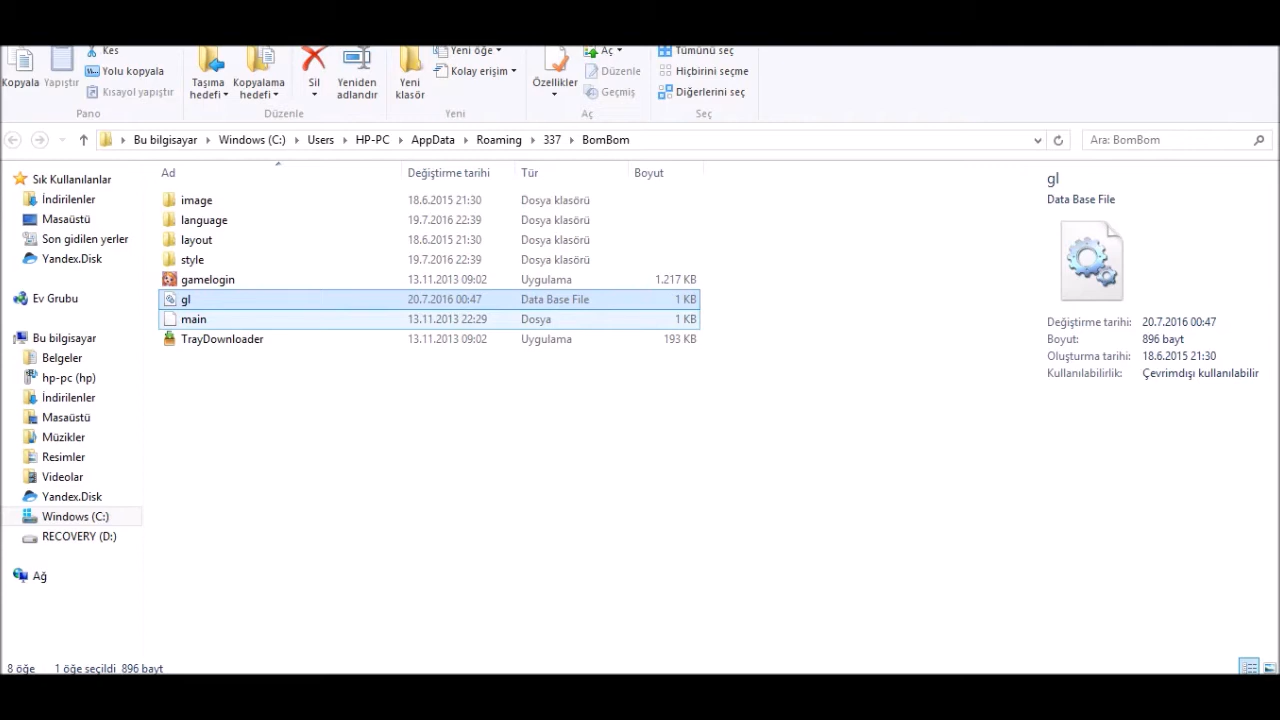 Kes
Kopyala
Yapıştır
Yolu kopyala
Kısayol yapıştır
Pano
Taşıma hedefi
Kopyalama hedefi
Sil
Yeniden adlandır
Düzenle
Yeni klasör
Yeni öğe
Kolay erişim
Yeni
Özellikler
Aç
Düzenle
Geçmiş
Aç
Tümünü seç
Hiçbirini seçme
Diğerlerini seç
Seç
Bu bilgisayar Windows (C:) Users HP-PC AppData Roaming 337 BomBom
Ara: BomBom
Sık Kullanılanlar
İndirilenler
Masaüstü
Son gidilen yerler
Yandex.Disk
Ev Grubu
Bu bilgisayar
Belgeler
hp-pc (hp)
İndirilenler
Masaüstü
Müzikler
Resimler
Videolar
Yandex.Disk
Windows (C:)
RECOVERY (D:)
Ağ
Ad Değiştirme tarihi Tür Boyut
image 18.6.2015 21:30 Dosya klasörü
language 19.7.2016 22:39 Dosya klasörü
layout 18.6.2015 21:30 Dosya klasörü
style 19.7.2016 22:39 Dosya klasörü
gamelogin 13.11.2013 09:02 Uygulama 1.217 KB
gl 20.7.2016 00:47 Data Base File 1 KB
main 13.11.2013 22:29 Dosya 1 KB
TrayDownloader 13.11.2013 09:02 Uygulama 193 KB
gl
Data Base File
Değiştirme tarihi: 20.7.2016 00:47
Boyut: 896 bayt
Oluşturma tarihi: 18.6.2015 21:30
Kullanılabilirlik: Çevrimdışı kullanılabilir
8 öğe 1 öğe seçildi 896 bayt